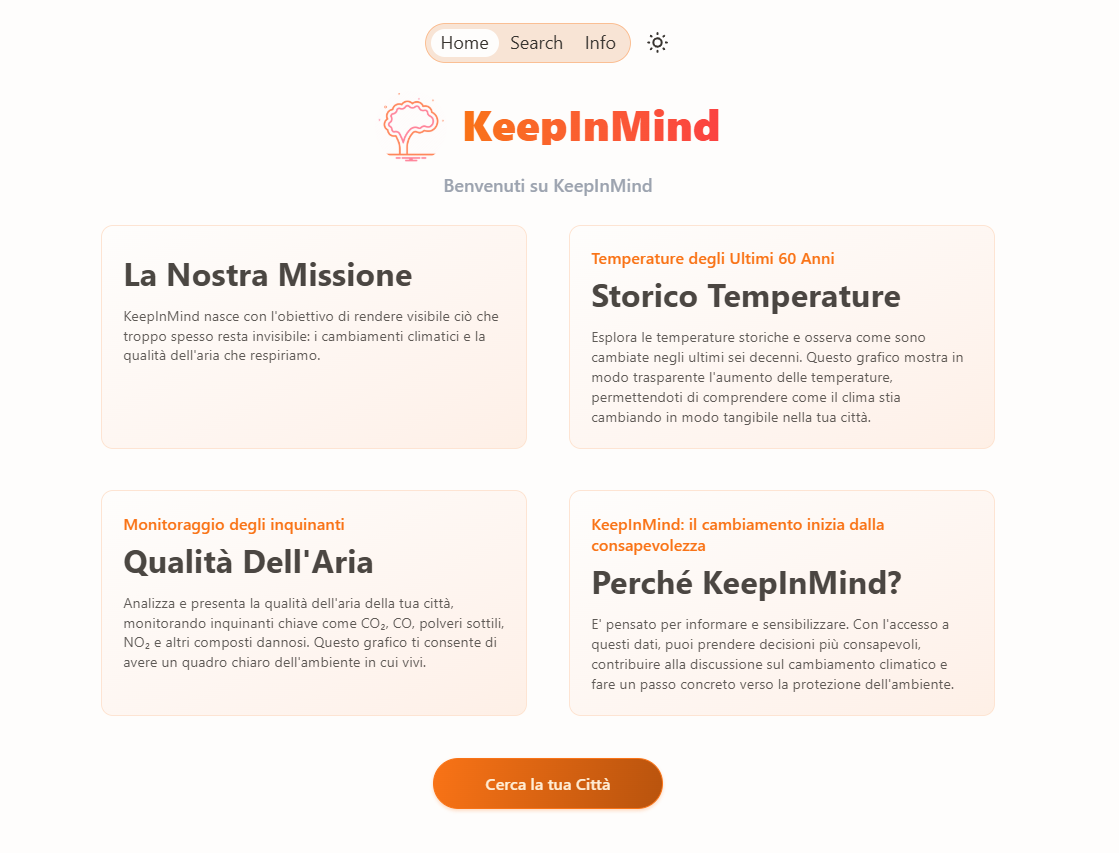 Home Search Info
KeepInMind
Benvenuti su KeepInMind
La Nostra Missione
KeepInMind nasce con l'obiettivo di rendere visibile ciò che
troppo spesso resta invisibile: i cambiamenti climatici e la
qualità dell'aria che respiriamo.
Temperature degli Ultimi 60 Anni
Storico Temperature
Esplora le temperature storiche e osserva come sono
cambiate negli ultimi sei decenni. Questo grafico mostra in
modo trasparente l'aumento delle temperature,
permettendoti di comprendere come il clima stia
cambiando in modo tangibile nella tua città.
Monitoraggio degli inquinanti
Qualità Dell'Aria
Analizza e presenta la qualità dell'aria della tua città,
monitorando inquinanti chiave come CO₂, CO, polveri sottili,
NO₂ e altri composti dannosi. Questo grafico ti consente di
avere un quadro chiaro dell'ambiente in cui vivi.
KeepInMind: il cambiamento inizia dalla
consapevolezza
Perché KeepInMind?
E' pensato per informare e sensibilizzare. Con l'accesso a
questi dati, puoi prendere decisioni più consapevoli,
contribuire alla discussione sul cambiamento climatico e
fare un passo concreto verso la protezione dell'ambiente.
Cerca la tua Città